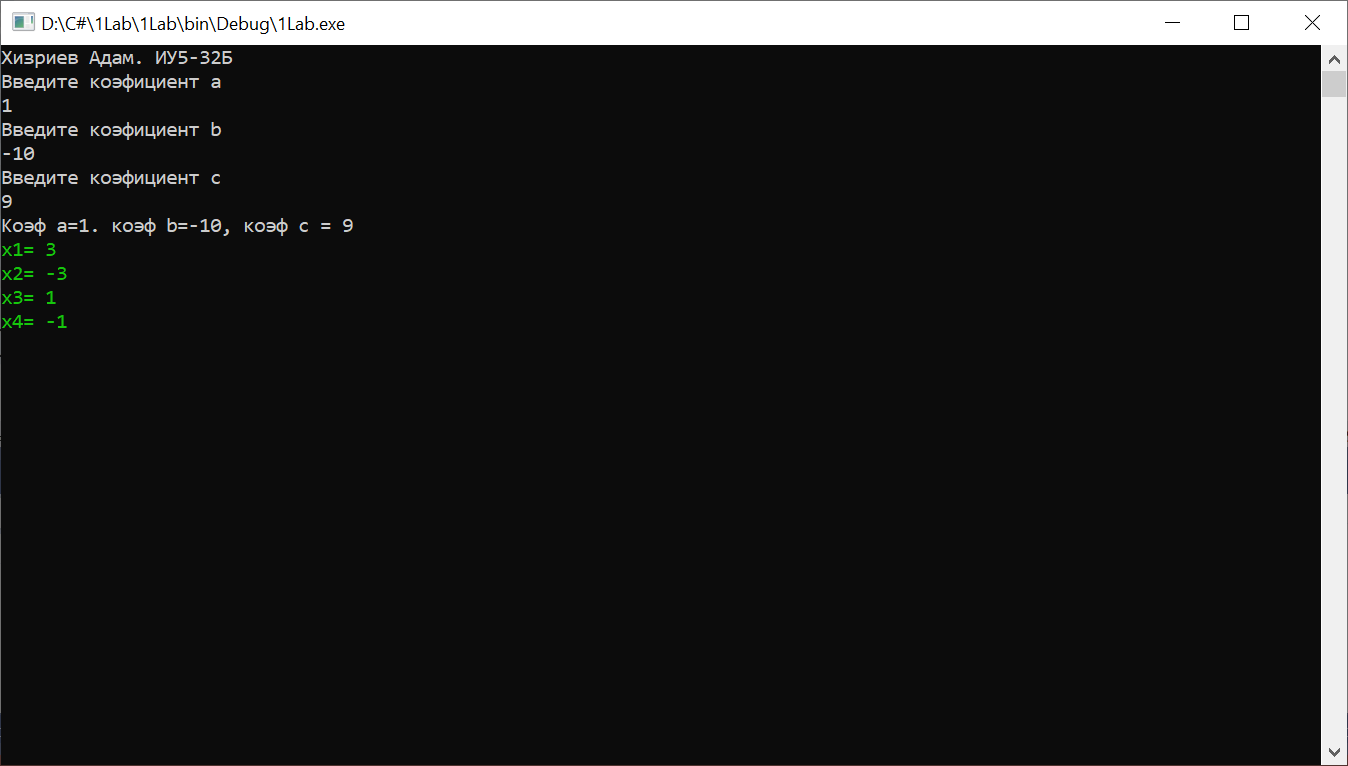 D:\C#\1Lab\1Lab\bin\Debug\1Lab.exe
Хизриев Адам. ИУ5-32Б
Введите коэфициент a
1
Введите коэфициент b
-10
Введите коэфициент c
9
Коэф a=1. коэф b=-10, коэф c = 9
x1= 3
x2= -3
x3= 1
x4= -1